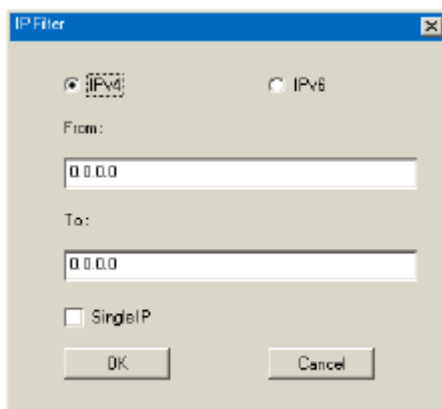 IP Filter
IPv4 IPv6
From:
0.0.0.0
To:
0.0.0.0
Single IP
OK Cancel